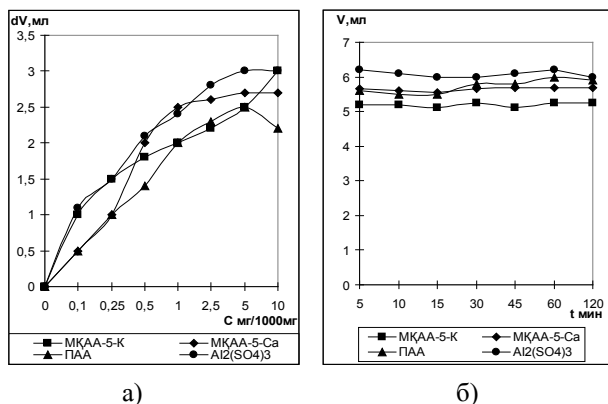 dV,мл
3,5
3
2,5
2
1,5
1
0,5
0
0 0,1 0,25 0,5 1 2,5 5 10
С мг/1000мг
МҚАА-5-К МҚАА-5-Са
ПАА Al2(SO4)3
а)
V,мл
7
6
5
4
3
2
1
0
5 10 15 30 45 60 120
t мин
МҚАА-5-К МҚАА-5-Са
ПАА Al2(SO4)3
б)